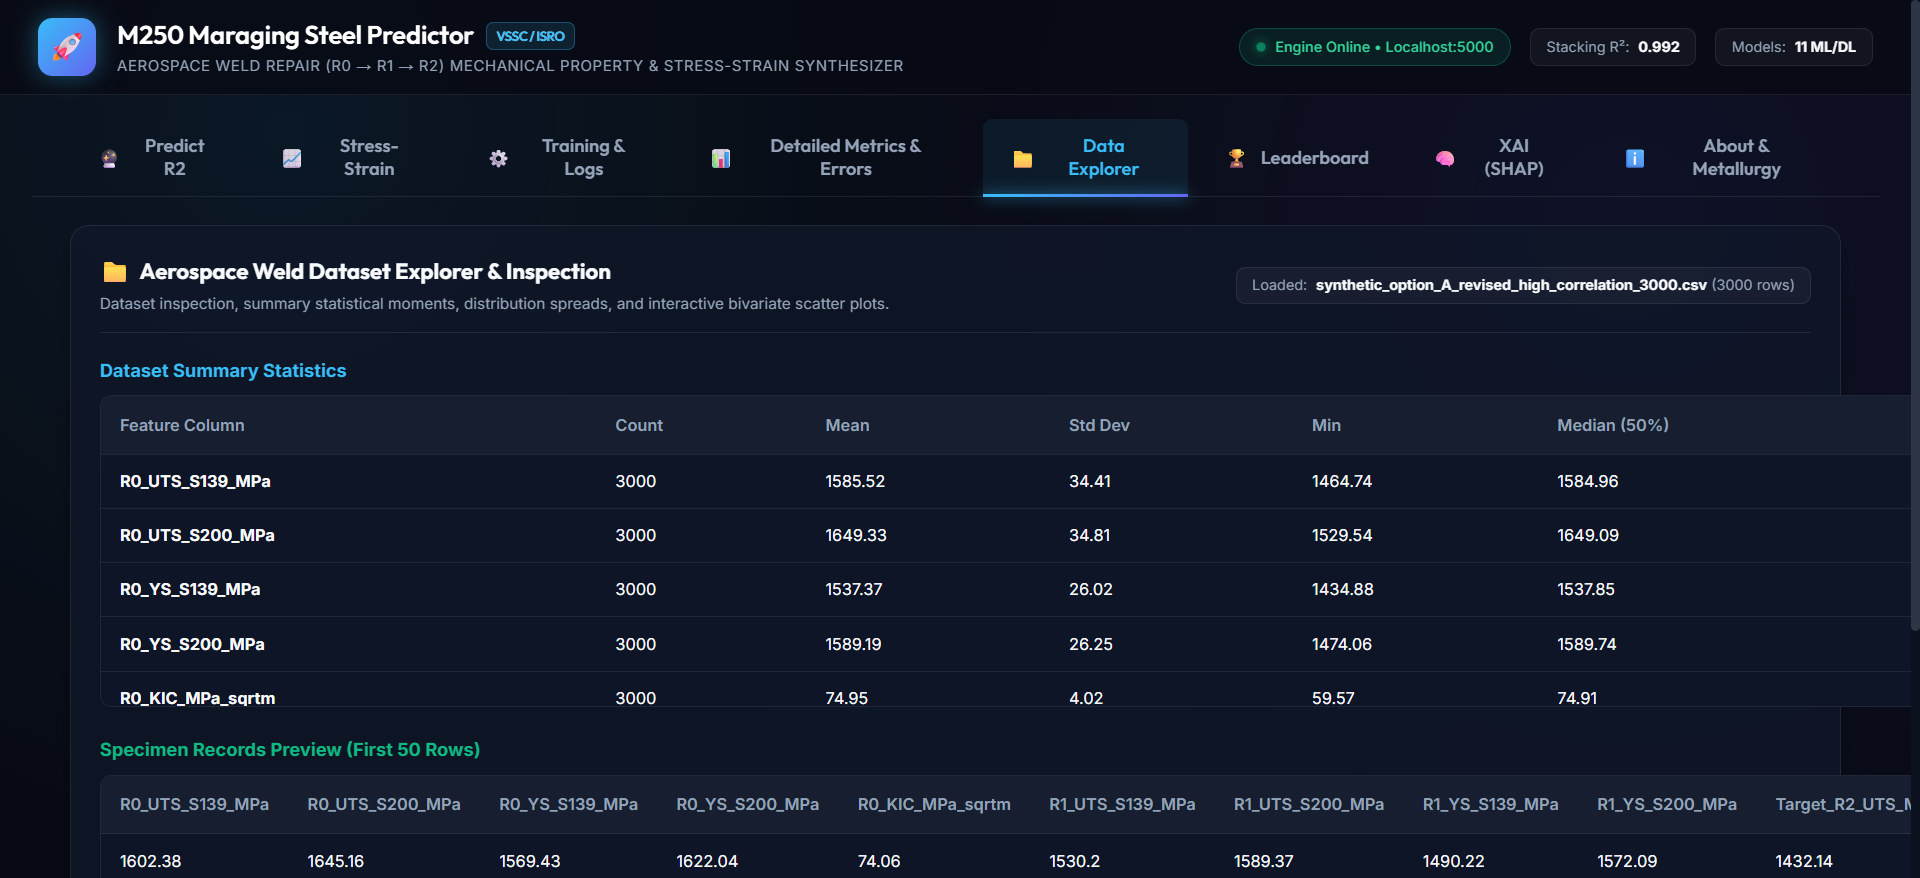 M250 Maraging Steel Predictor VSSC / ISRO
AEROSPACE WELD REPAIR (R0 → R1 → R2) MECHANICAL PROPERTY & STRESS-STRAIN SYNTHESIZER
Engine Online • Localhost:5000
Stacking R²: 0.992
Models: 11 ML/DL
Predict
R2
Stress-
Strain
Training &
Logs
Detailed Metrics &
Errors
Data
Explorer
Leaderboard
XAI
(SHAP)
About &
Metallurgy
Aerospace Weld Dataset Explorer & Inspection
Dataset inspection, summary statistical moments, distribution spreads, and interactive bivariate scatter plots.
Loaded: synthetic_option_A_revised_high_correlation_3000.csv (3000 rows)
Dataset Summary Statistics
Feature Column Count Mean Std Dev Min Median (50%)
R0_UTS_S139_MPa 3000 1585.52 34.41 1464.74 1584.96
R0_UTS_S200_MPa 3000 1649.33 34.81 1529.54 1649.09
R0_YS_S139_MPa 3000 1537.37 26.02 1434.88 1537.85
R0_YS_S200_MPa 3000 1589.19 26.25 1474.06 1589.74
R0_KIC_MPa_sqrtm 3000 74.95 4.02 59.57 74.91
Specimen Records Preview (First 50 Rows)
R0_UTS_S139_MPa R0_UTS_S200_MPa R0_YS_S139_MPa R0_YS_S200_MPa R0_KIC_MPa_sqrtm R1_UTS_S139_MPa R1_UTS_S200_MPa R1_YS_S139_MPa R1_YS_S200_MPa Target_R2_UTS_M
1602.38 1645.16 1569.43 1622.04 74.06 1530.2 1589.37 1490.22 1572.09 1432.14